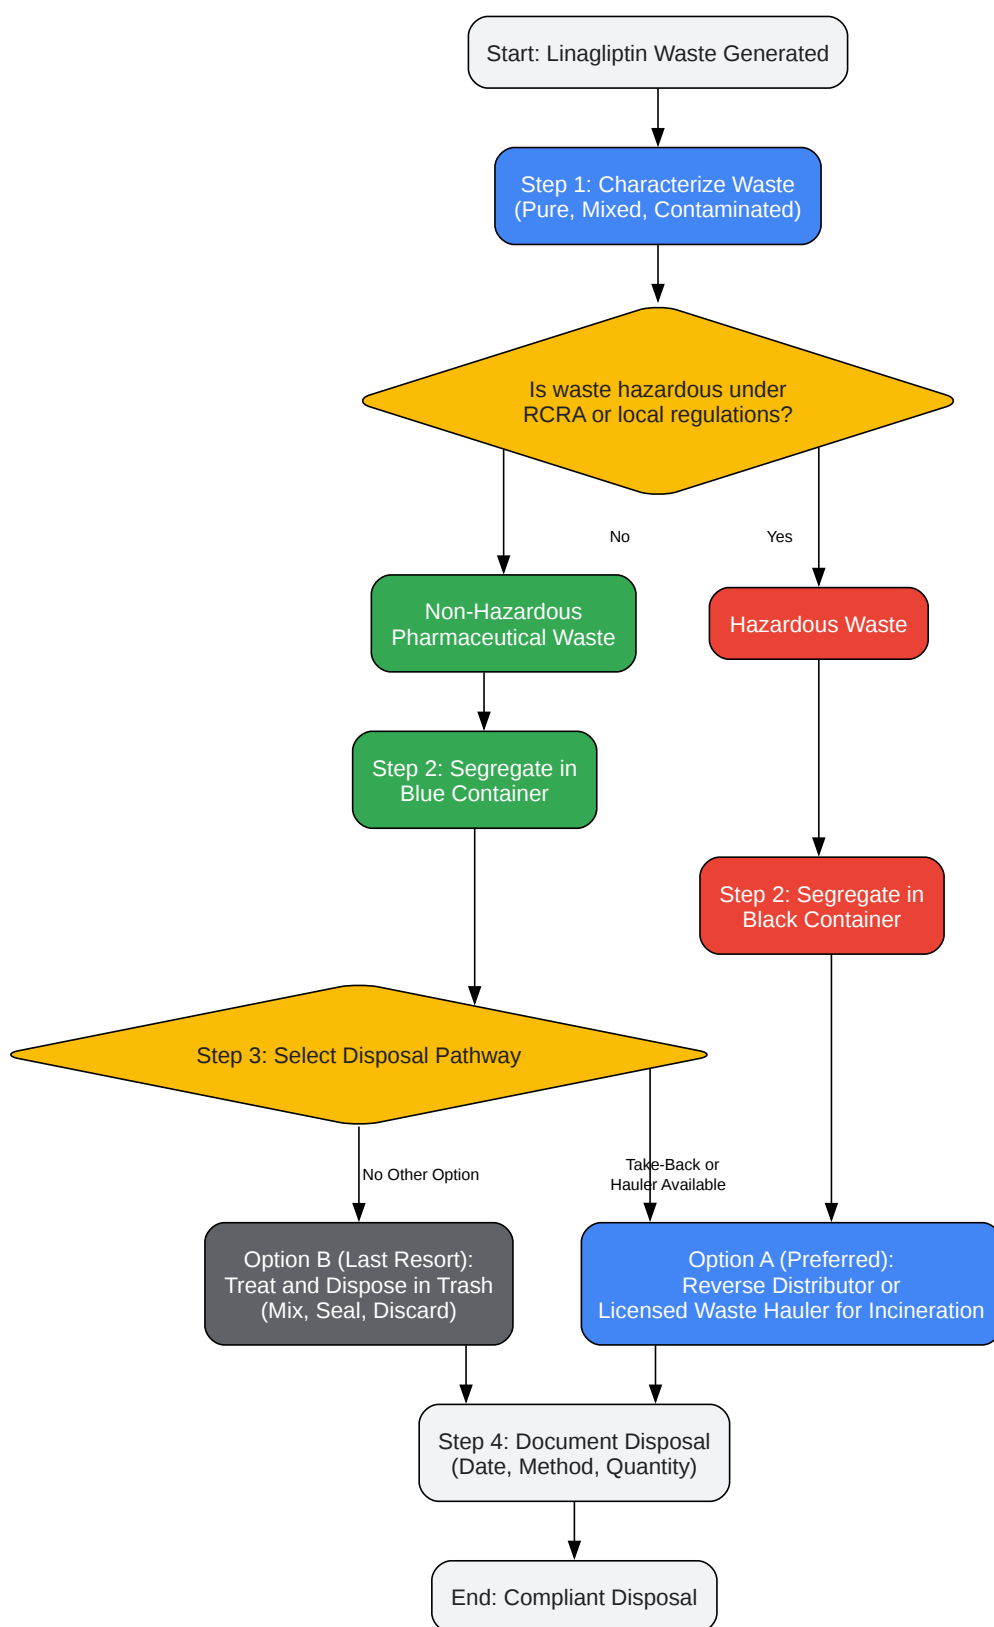 Start: Linagliptin Waste Generated
Step 1: Characterize Waste
(Pure, Mixed, Contaminated)
Is waste hazardous under
RCRA or local regulations?
No
Yes
Non-Hazardous
Pharmaceutical Waste
Hazardous Waste
Step 2: Segregate in
Blue Container
Step 2: Segregate in
Black Container
Step 3: Select Disposal Pathway
No Other Option
Take-Back or
Hauler Available
Option B (Last Resort):
Treat and Dispose in Trash
(Mix, Seal, Discard)
Option A (Preferred):
Reverse Distributor or
Licensed Waste Hauler for Incineration
Step 4: Document Disposal
(Date, Method, Quantity)
End: Compliant Disposal